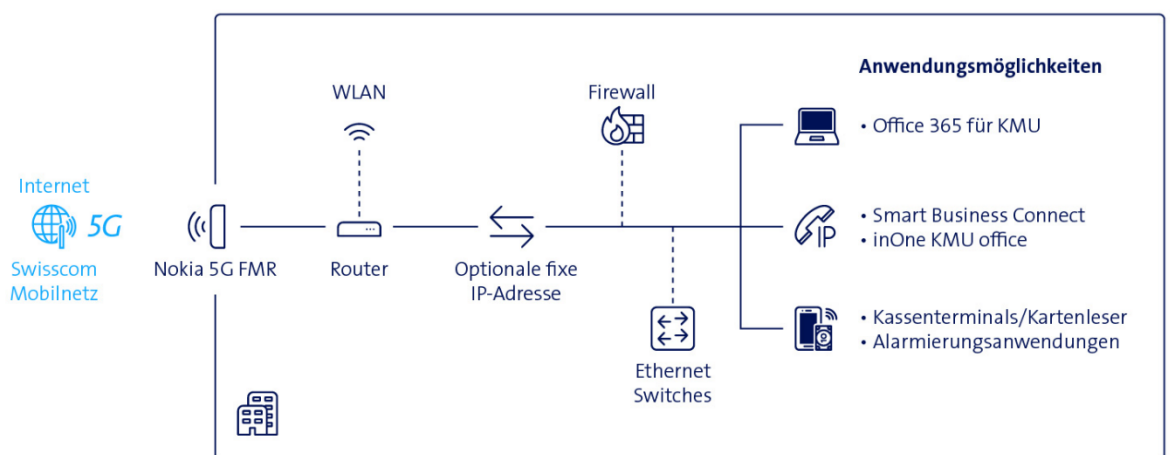 Anwendungsmöglichkeiten
WLAN
Firewall
• Office 365 für KMU
Internet
5G
Swisscom
Mobilnetz
Nokia 5G FMR
Router
Optionale fixe
IP-Adresse
IP
• Smart Business Connect
• inOne KMU office
• Kassenterminals/Kartenleser
• Alarmierungsanwendungen
Ethernet
Switches